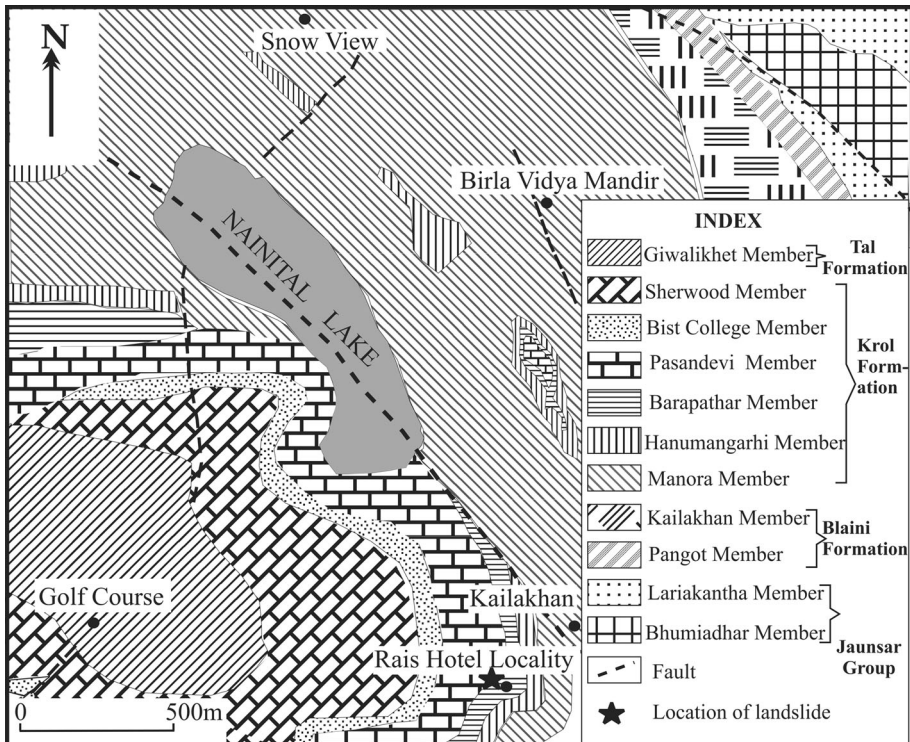 N
Snow View
Birla Vidya Mandir
NAINITAL LAKE
Golf Course
Kailakhan
Rais Hotel Locality
0 500m
INDEX
Giwalikhet Member
Tal
Formation
Sherwood Member
Bist College Member
Pasandevi Member
Barapathar Member
Hanumangarhi Member
Manora Member
Krol
Form-
ation
Kailakhan Member
Pangot Member
Blaini
Formation
Lariakantha Member
Bhumiadhar Member
Jaunsar
Group
Fault
Location of landslide